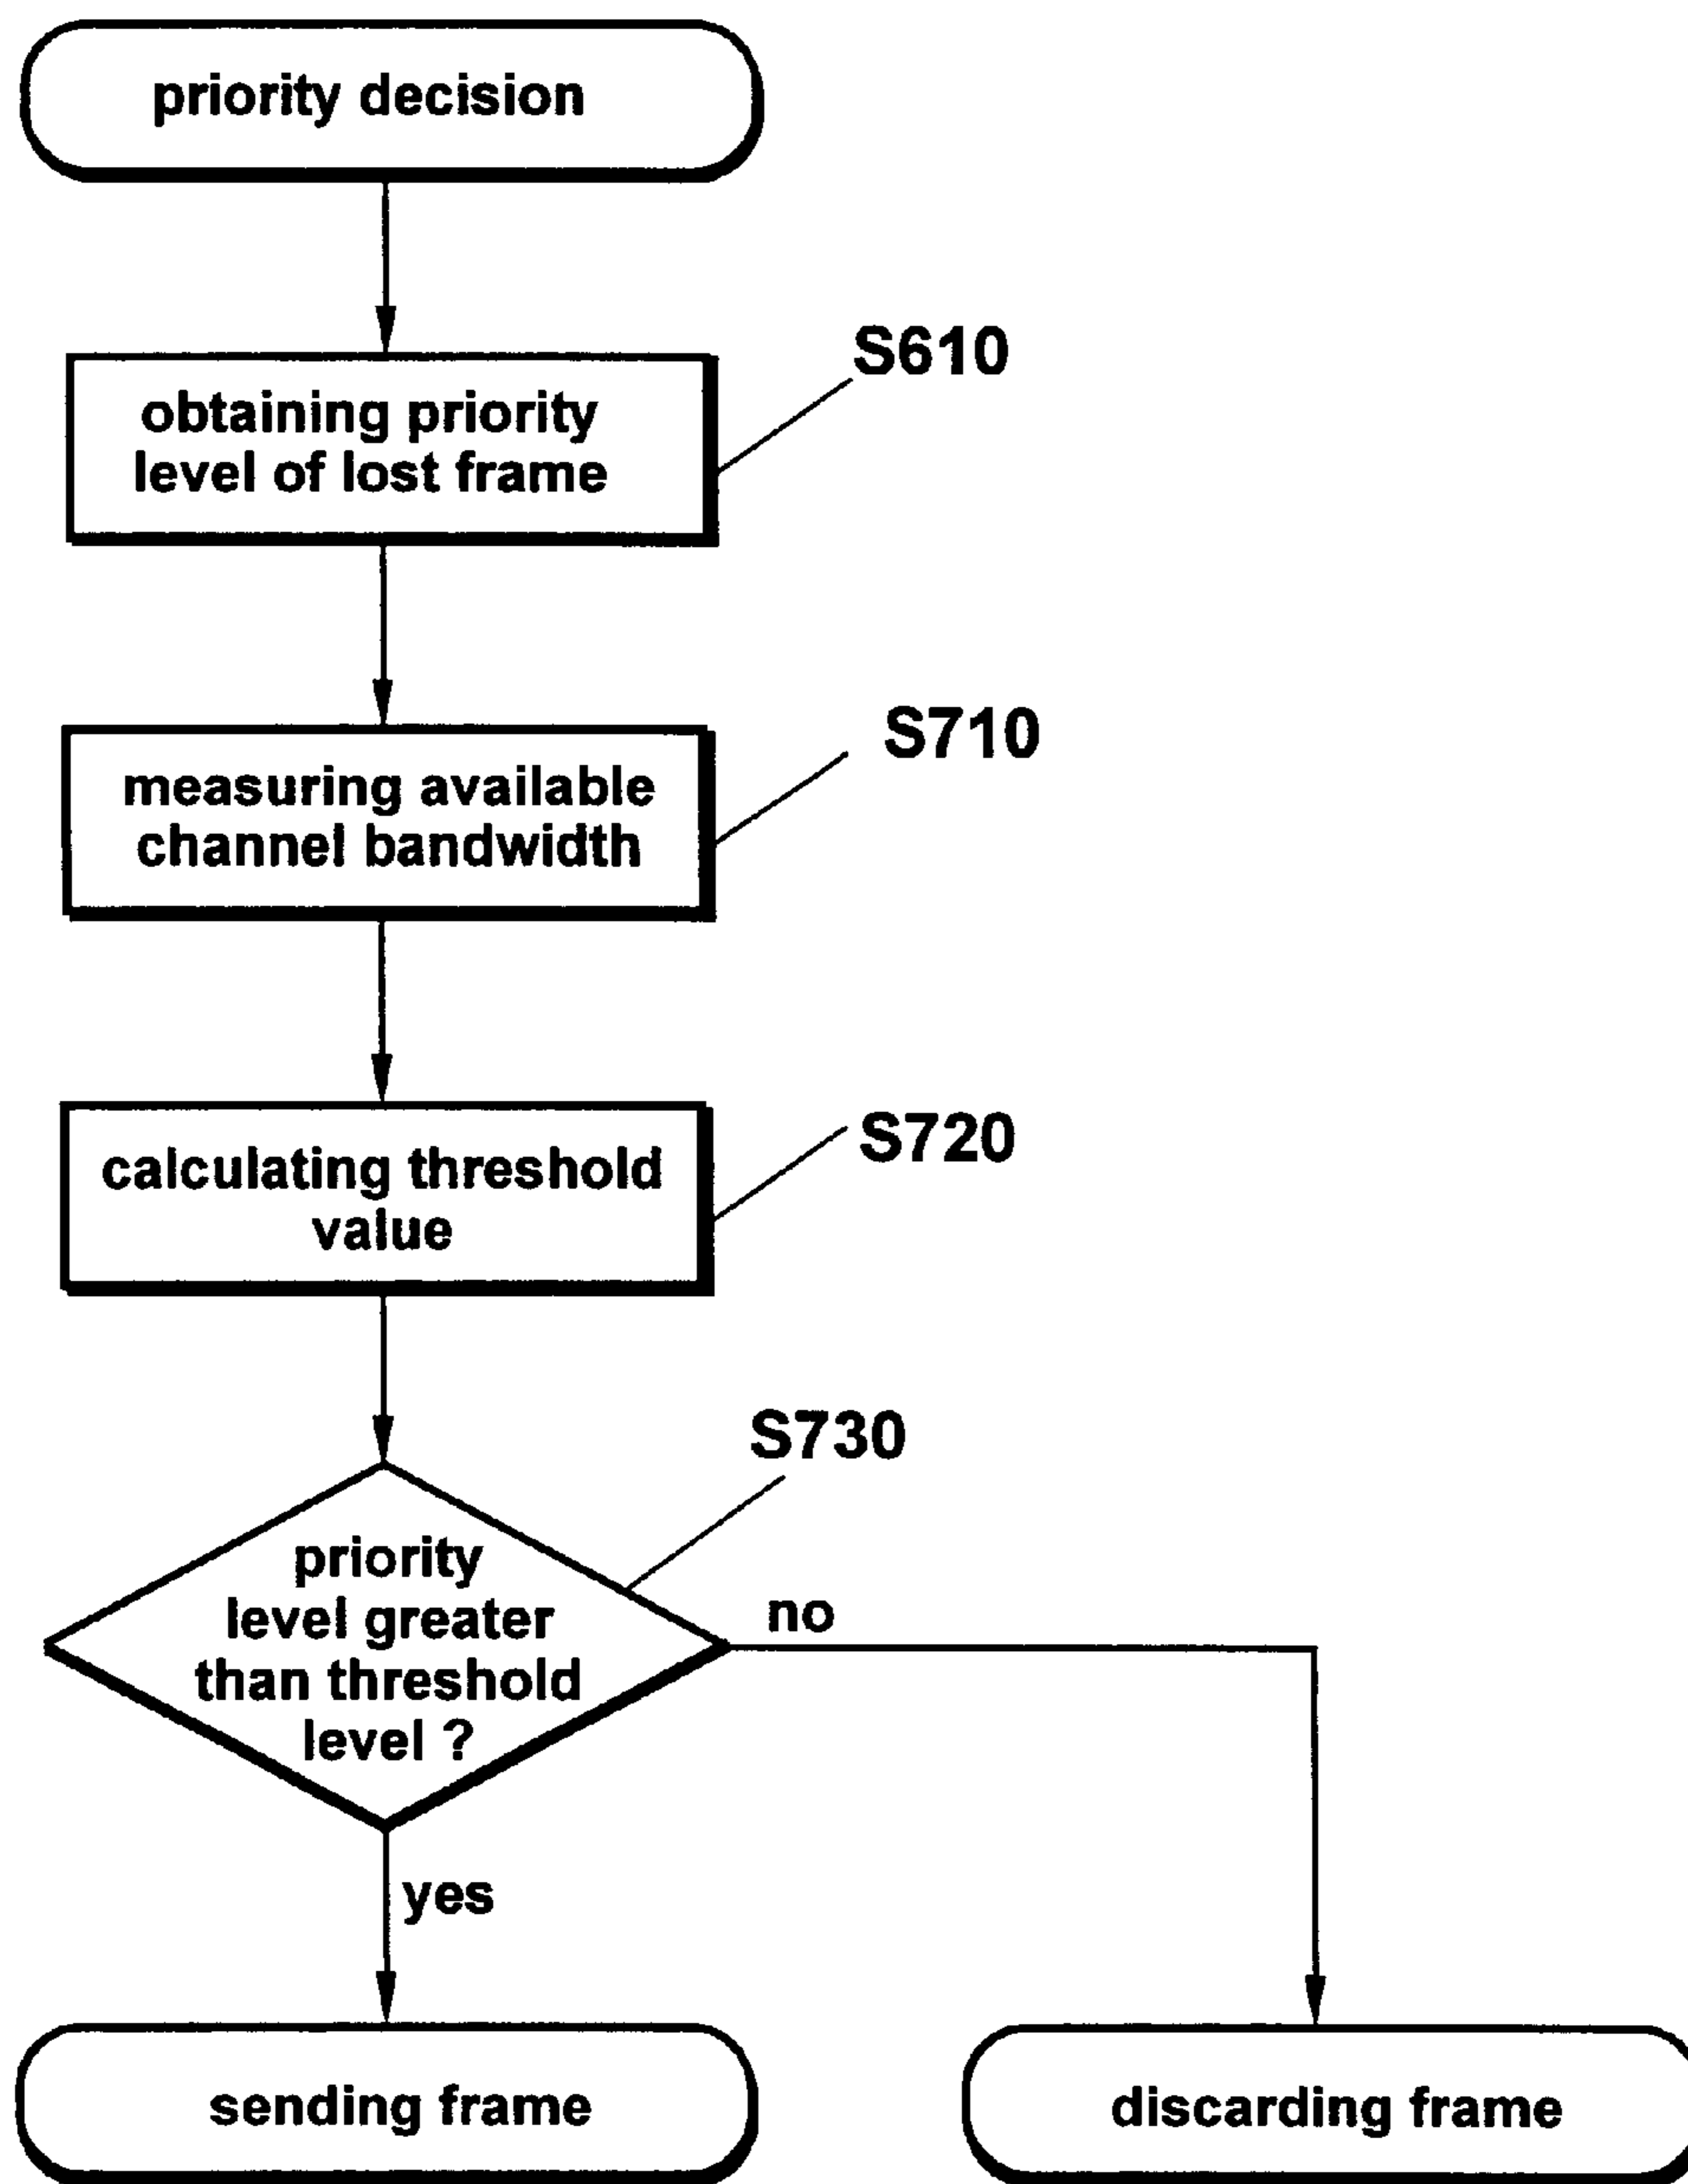 priority decision
S610
obtaining priority
level of lost frame
S710
measuring available
channel bandwidth
S720
calculating threshold
value
S730
priority
level greater
than threshold
level ?
no
yes
sending frame
discarding frame